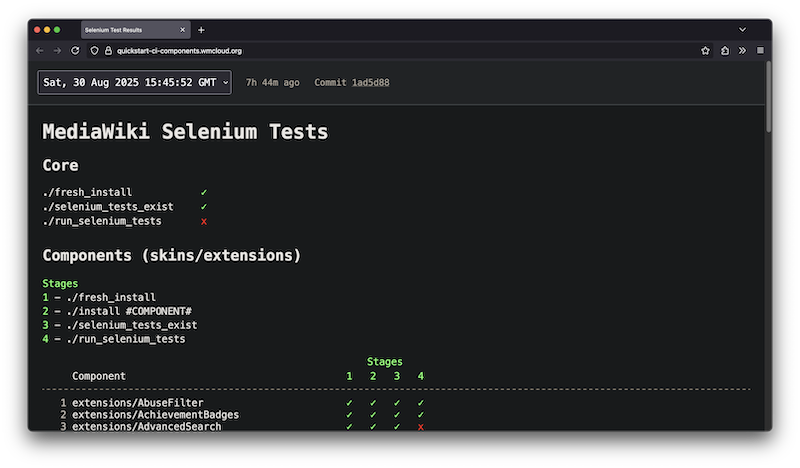 Selenium Test Results
quickstart-ci-components.wmcloud.org
Sat, 30 Aug 2025 15:45:52 GMT 7h 44m ago Commit 1ad5d88
MediaWiki Selenium Tests
Core
./fresh_install ✓
./selenium_tests_exist ✓
./run_selenium_tests x
Components (skins/extensions)
Stages
1 – ./fresh_install
2 – ./install #COMPONENT#
3 – ./selenium_tests_exist
4 – ./run_selenium_tests
Stages
Component 1 2 3 4
1 extensions/AbuseFilter ✓ ✓ ✓ ✓
2 extensions/AchievementBadges ✓ ✓ ✓ ✓
3 extensions/AdvancedSearch ✓ ✓ ✓ x